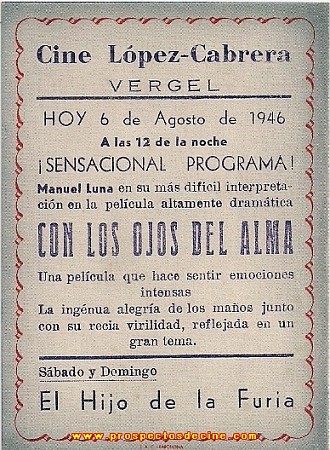 Cine López-Cabrera
VERGEL
HOY 6 de Agosto de 1946
A las 12 de la noche
¡SENSACIONAL PROGRAMA!
Manuel Luna en su más difícil interpreta-
ción en la película altamente dramática
CON LOS OJOS DEL ALMA
Una película que hace sentir emociones
intensas
La ingénua alegría de los maños junto
con su recia virilidad, reflejada en un
gran tema.
Sábado y Domingo
El Hijo de la Furia
www.prospectosdecine.com